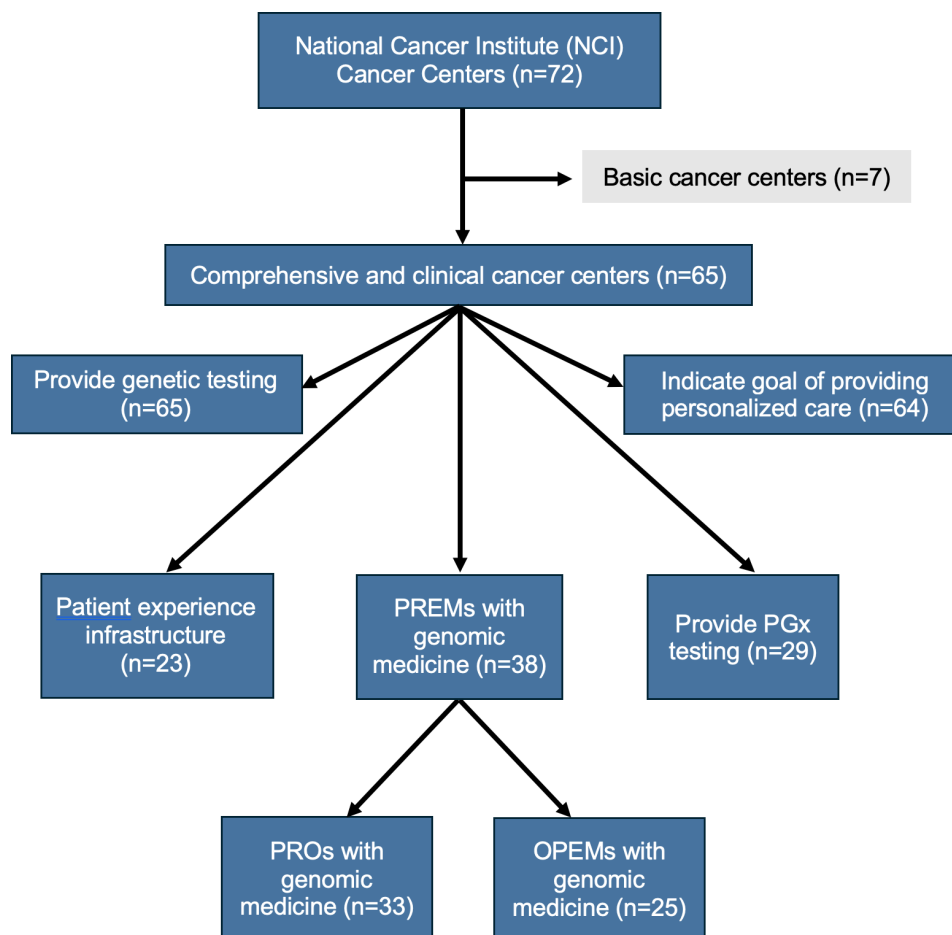 National Cancer Institute (NCI)
Cancer Centers (n=72)
Basic cancer centers (n=7)
Comprehensive and clinical cancer centers (n=65)
Provide genetic testing
(n=65)
Indicate goal of providing
personalized care (n=64)
Patient experience
infrastructure
(n=23)
PREMs with
genomic
medicine (n=38)
Provide PGx
testing (n=29)
PROs with
genomic
medicine (n=33)
OPEMs with
genomic
medicine (n=25)